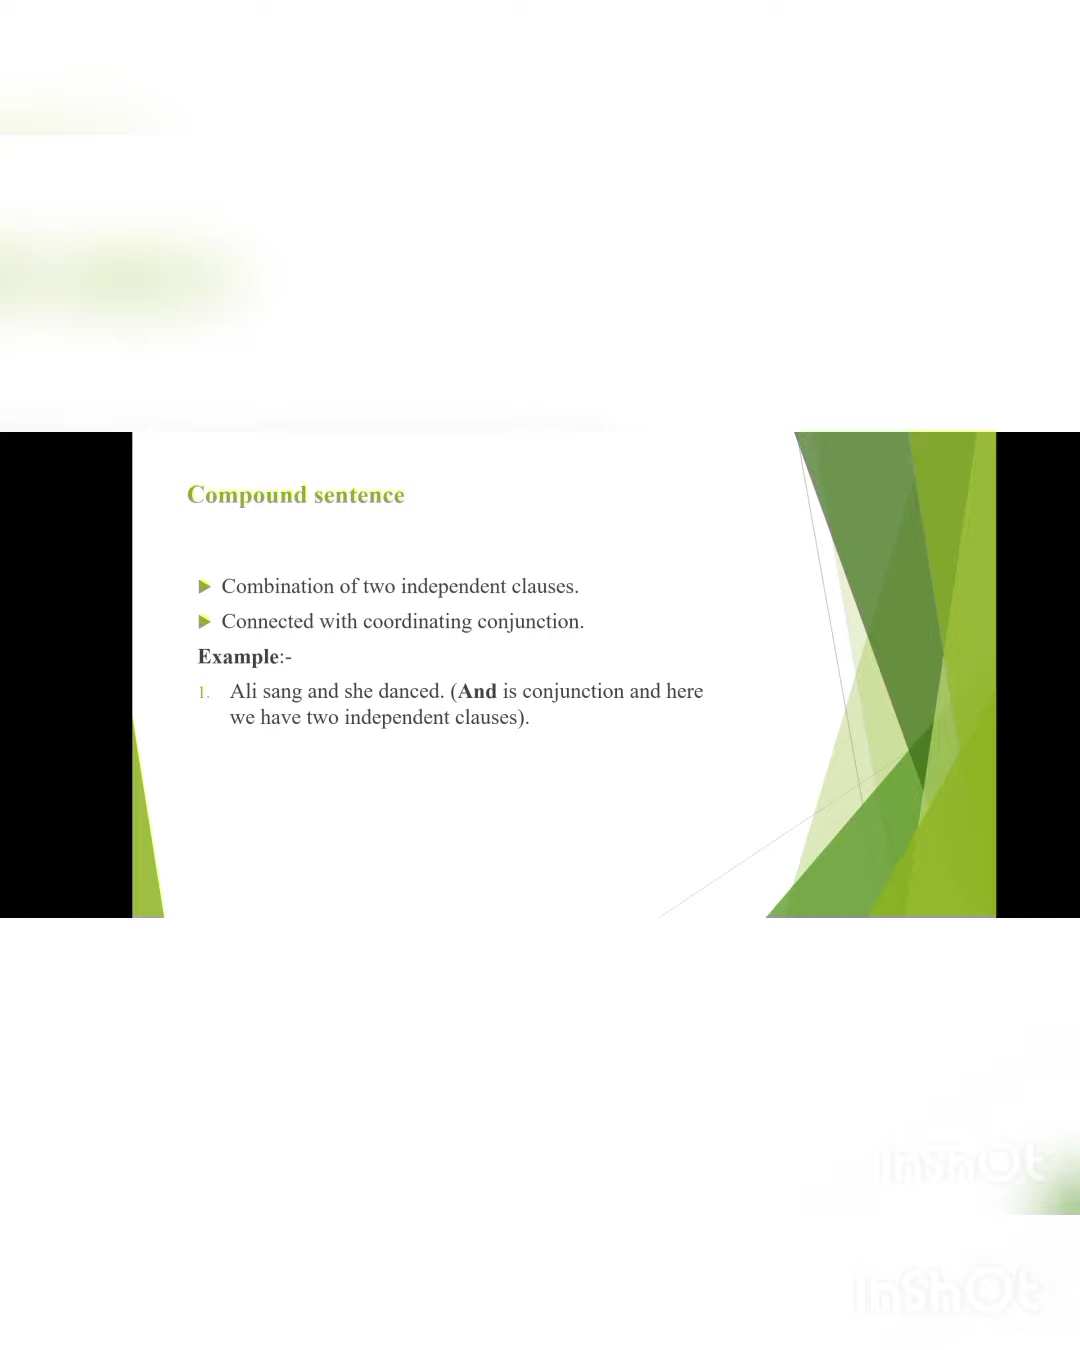 Compound sentence
Combination of two independent clauses.
Connected with coordinating conjunction.
Example:-
1. Ali sang and she danced. (And is conjunction and here
we have two independent clauses).
InShOt
InShOt